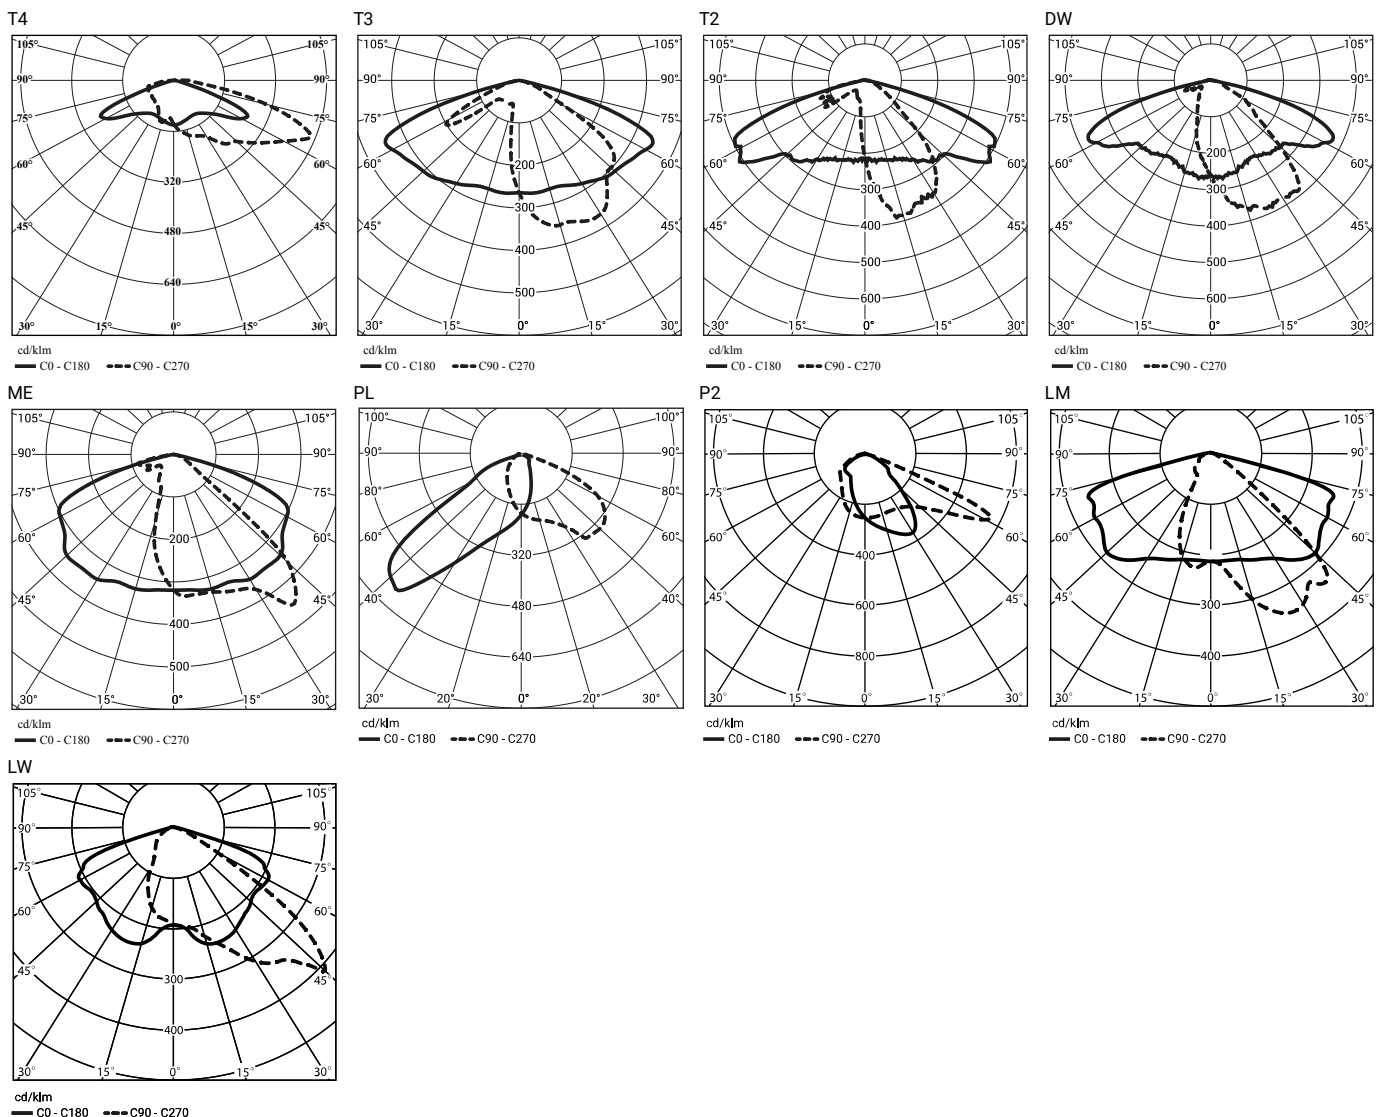 T4 T3 T2 DW
105° 105° 105° 105° 105° 105° 105° 105°
90° 90° 90° 90° 90° 90° 90° 90°
75° 75° 75° 75° 75° 75° 75° 75°
60° 60° 60° 60° 60° 60° 60° 60°
45° 45° 45° 45° 45° 45° 45° 45°
320 200 300 200
480 300 400 300
640 400 500 400
500 600 500
600
30° 15° 0° 15° 30° 30° 15° 0° 15° 30° 30° 15° 0° 15° 30° 30° 15° 0° 15° 30°
cd/klm cd/klm cd/klm cd/klm
C0 - C180 C90 - C270 C0 - C180 C90 - C270 C0 - C180 C90 - C270 C0 - C180 C90 - C270
ME PL P2 LM
105° 105° 100° 100° 105° 105° 105° 105°
90° 90° 90° 90° 90° 90° 90° 90°
75° 75° 80° 80° 75° 75° 75° 75°
60° 60° 60° 60° 60° 60° 60° 60°
45° 45° 40° 40° 45° 45° 45° 45°
200 320 400 300
400 480 600 400
500 640 800
30° 15° 0° 15° 30° 30° 20° 0° 20° 30° 30° 15° 0° 15° 30° 30° 15° 0° 15° 30°
cd/klm cd/klm cd/klm cd/klm
C0 - C180 C90 - C270 C0 - C180 C90 - C270 C0 - C180 C90 - C270 C0 - C180 C90 - C270
LW
105° 105°
90° 90°
75° 75°
60° 60°
45° 45°
300
400
30° 15° 0° 15° 30°
cd/klm
C0 - C180 C90 - C270